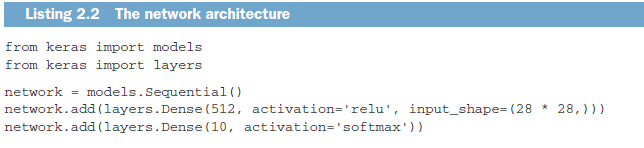 Listing 2.2 The network architecture
from keras import models
from keras import layers
network = models.Sequential()
network.add(layers.Dense(512, activation='relu', input_shape=(28 * 28,)))
network.add(layers.Dense(10, activation='softmax'))